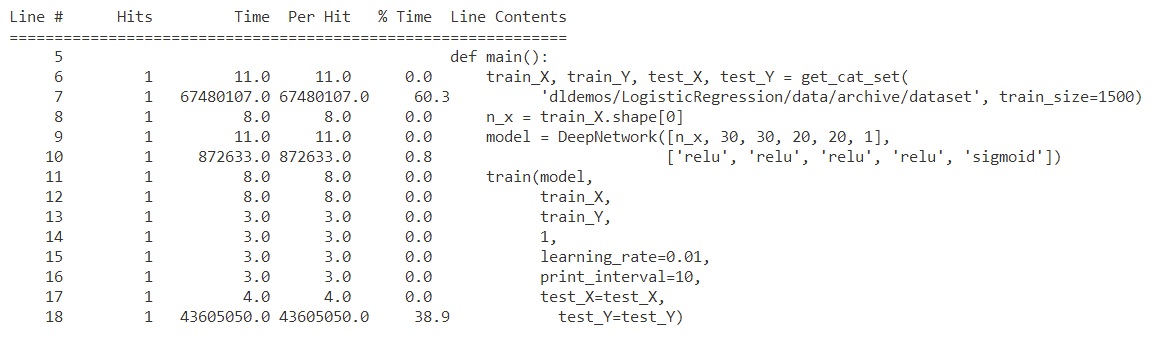 Line #      Hits         Time  Per Hit   % Time  Line Contents
==============================================================
     5                                           def main():
     6         1         11.0     11.0      0.0      train_X, train_Y, test_X, test_Y = get_cat_set(
     7         1   67480107.0 67480107.0     60.3          'dldemos/LogisticRegression/data/archive/dataset', train_size=1500)
     8         1          8.0      8.0      0.0      n_x = train_X.shape[0]
     9         1         11.0     11.0      0.0      model = DeepNetwork([n_x, 30, 30, 20, 20, 1],
    10         1     872633.0 872633.0      0.8                          ['relu', 'relu', 'relu', 'relu', 'sigmoid'])
    11         1          8.0      8.0      0.0      train(model,
    12         1          8.0      8.0      0.0            train_X,
    13         1          3.0      3.0      0.0            train_Y,
    14         1          3.0      3.0      0.0            1,
    15         1          3.0      3.0      0.0            learning_rate=0.01,
    16         1          3.0      3.0      0.0            print_interval=10,
    17         1          4.0      4.0      0.0            test_X=test_X,
    18         1   43605050.0 43605050.0     38.9            test_Y=test_Y)